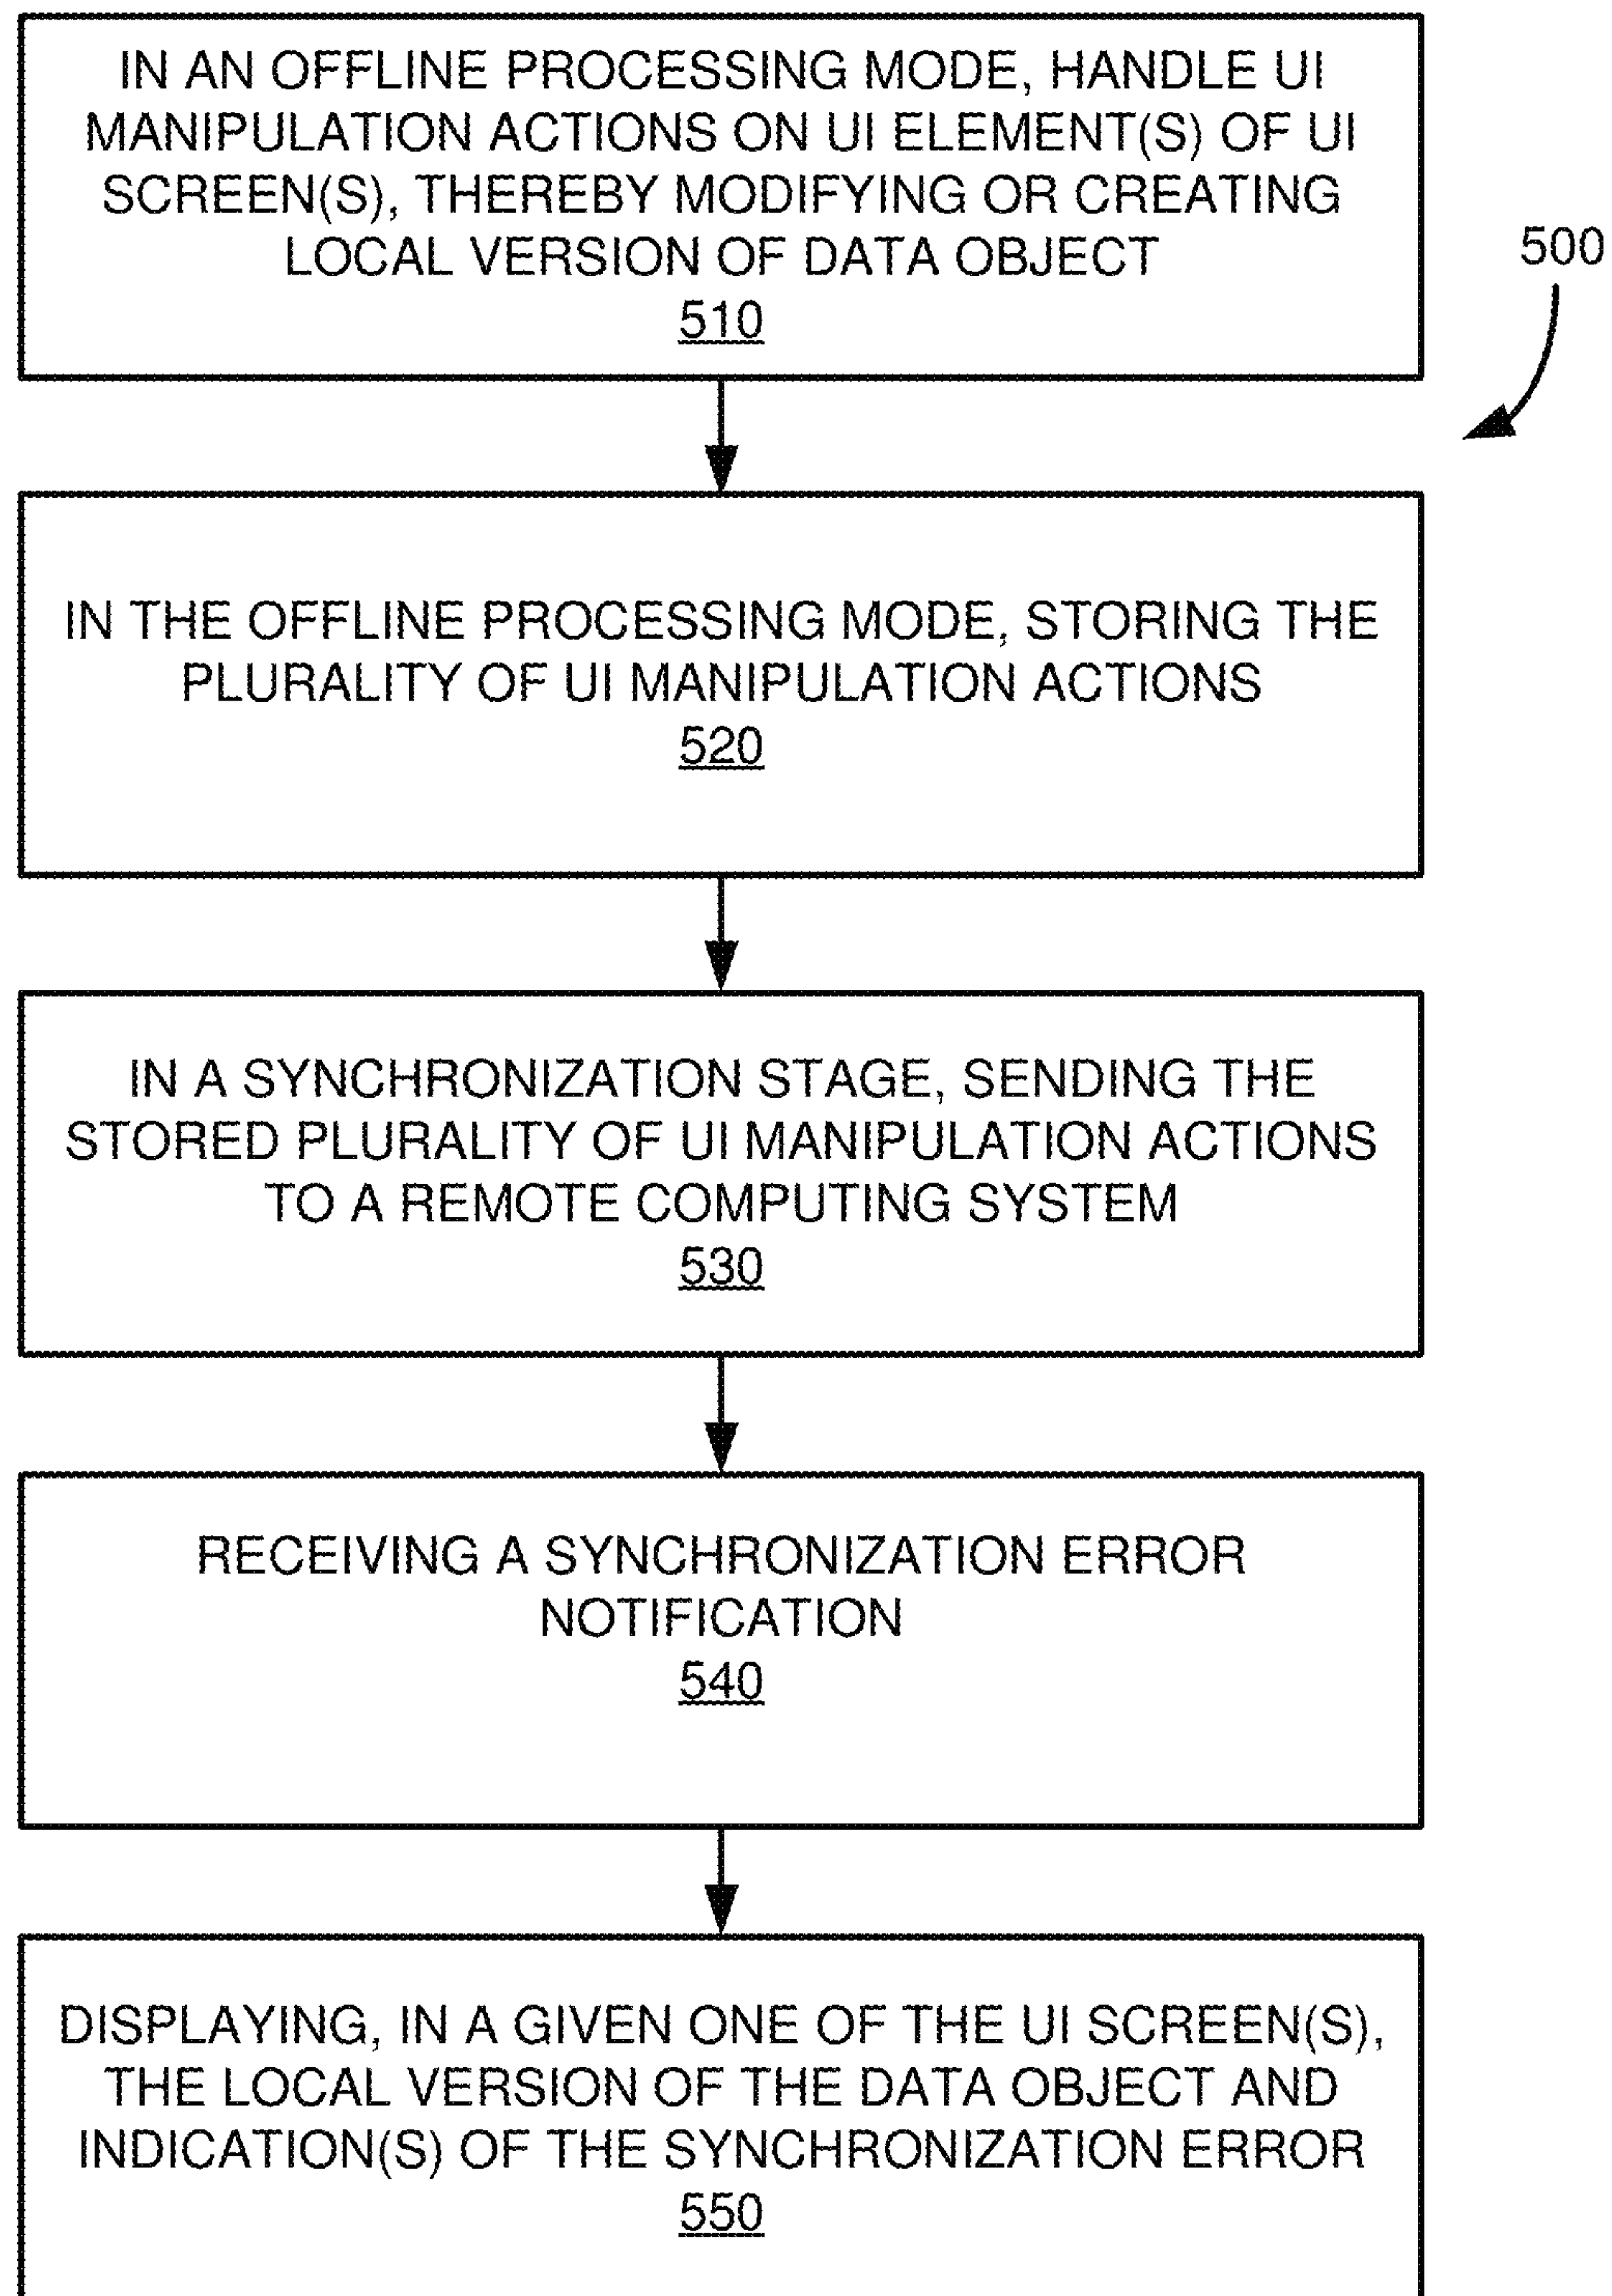 IN AN OFFLINE PROCESSING MODE, HANDLE UI
MANIPULATION ACTIONS ON UI ELEMENT(S) OF UI
SCREEN(S), THEREBY MODIFYING OR CREATING
LOCAL VERSION OF DATA OBJECT
510
500
IN THE OFFLINE PROCESSING MODE, STORING THE
PLURALITY OF UI MANIPULATION ACTIONS
520
IN A SYNCHRONIZATION STAGE, SENDING THE
STORED PLURALITY OF UI MANIPULATION ACTIONS
TO A REMOTE COMPUTING SYSTEM
530
RECEIVING A SYNCHRONIZATION ERROR
NOTIFICATION
540
DISPLAYING, IN A GIVEN ONE OF THE UI SCREEN(S),
THE LOCAL VERSION OF THE DATA OBJECT AND
INDICATION(S) OF THE SYNCHRONIZATION ERROR
550